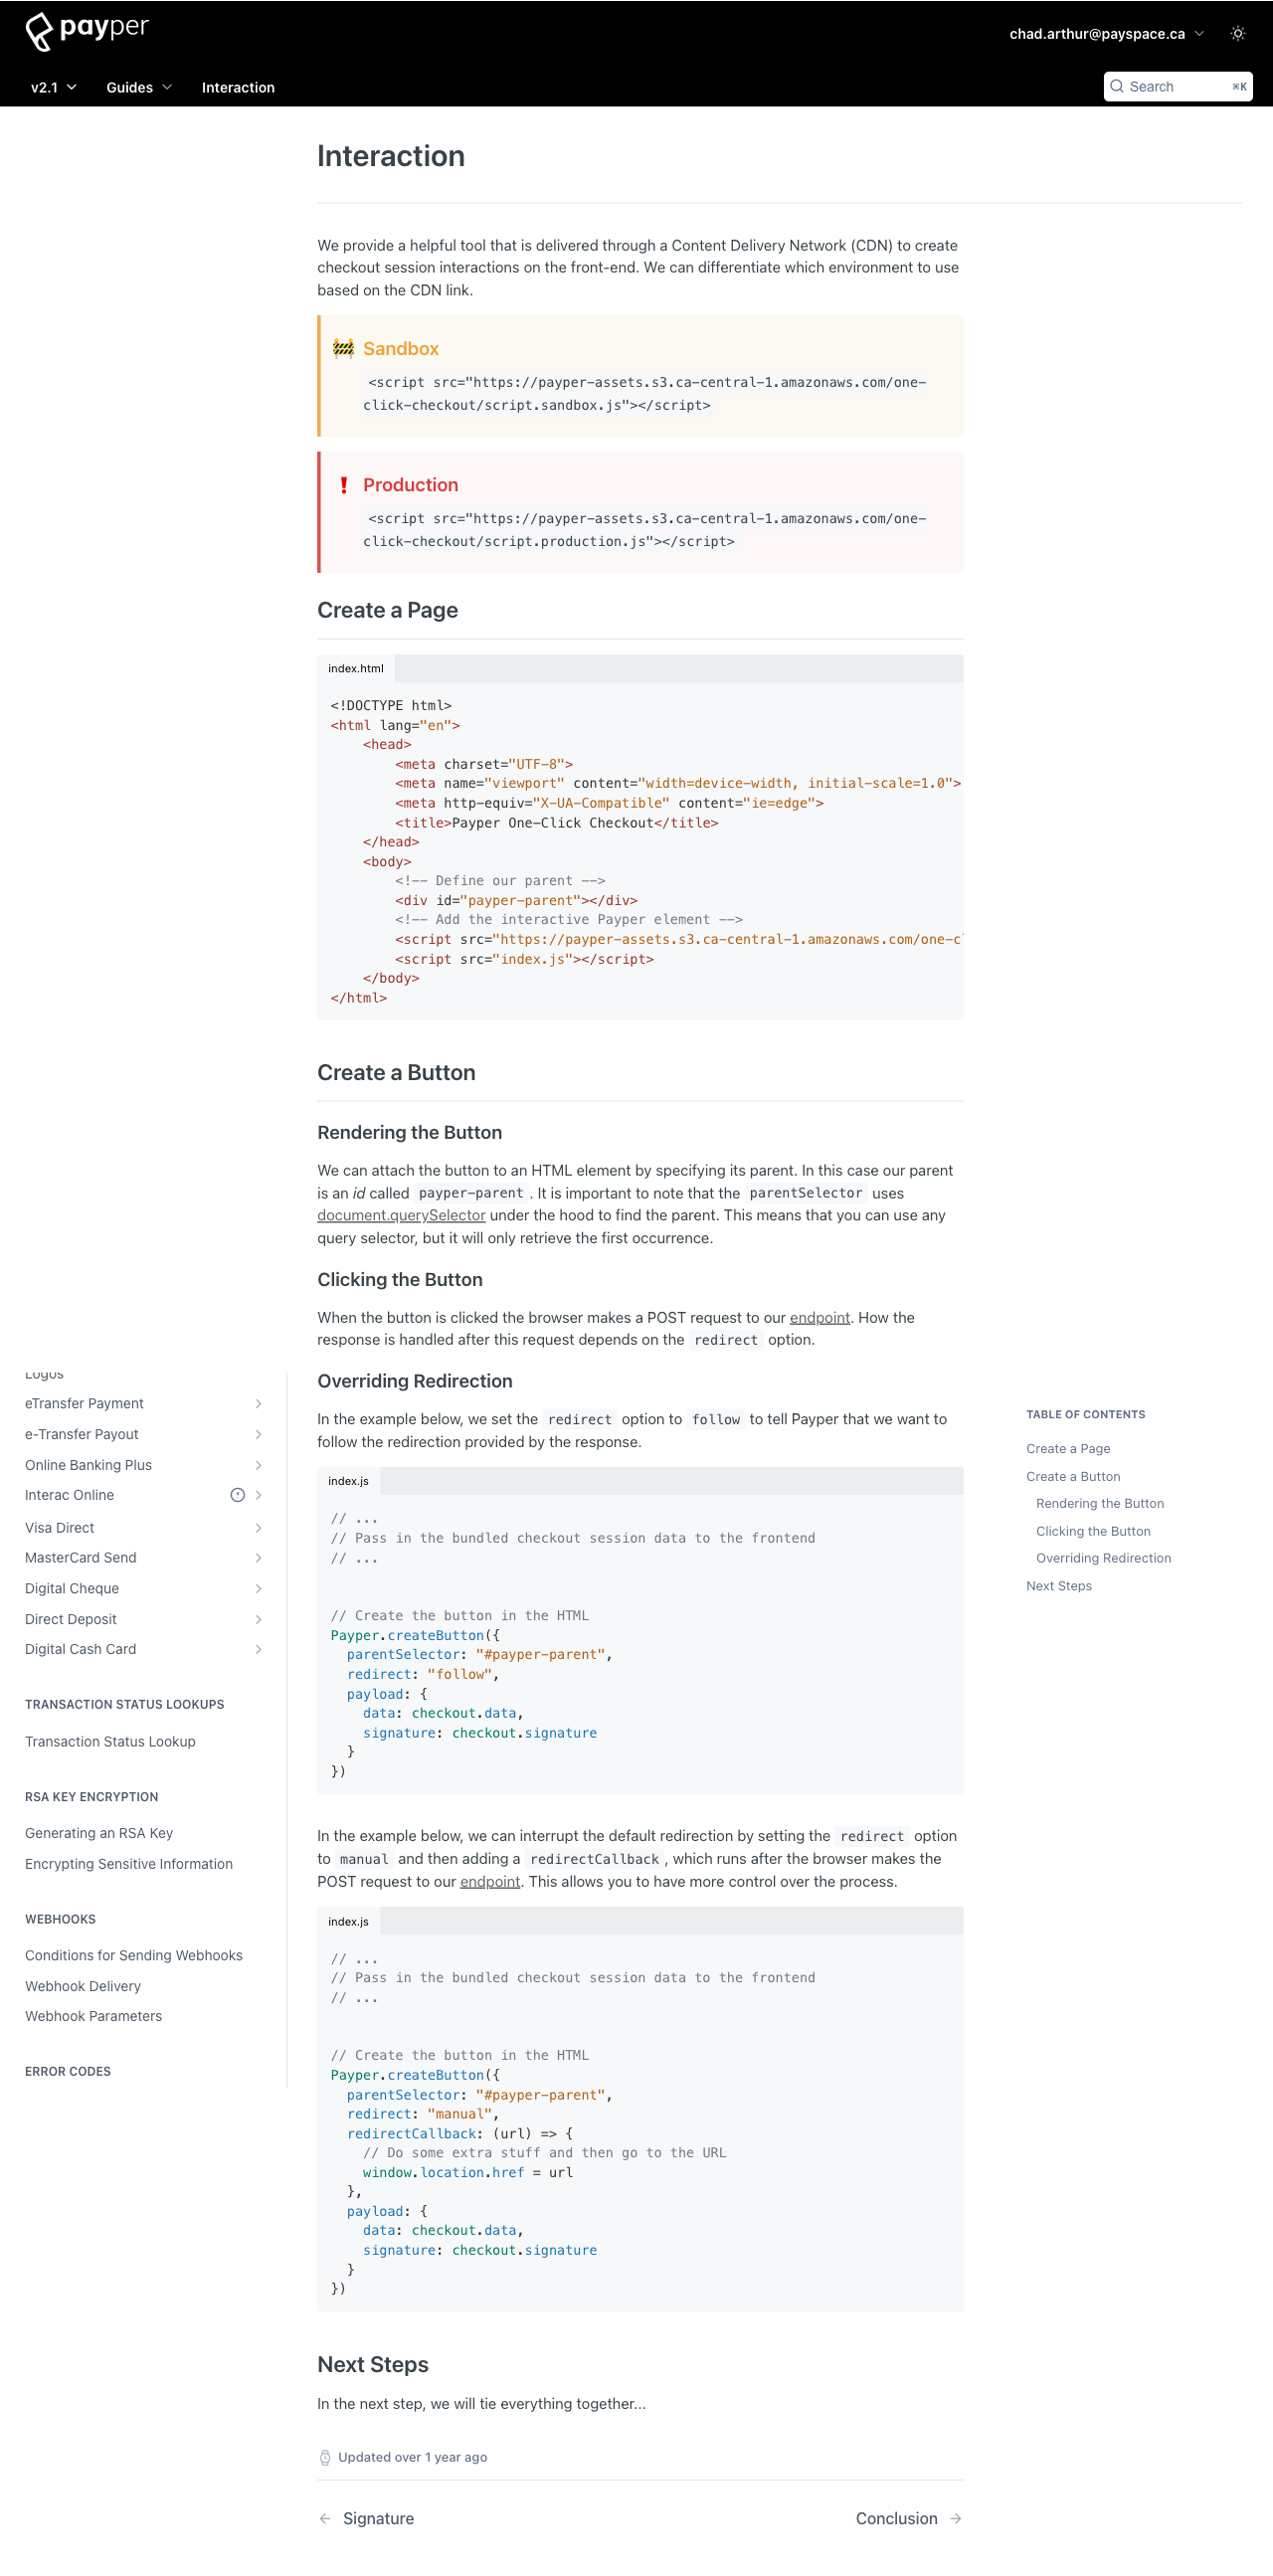 payper
chad.arthur@payspace.ca
v2.1
Guides
Interaction
Search
⌘K
Interaction
We provide a helpful tool that is delivered through a Content Delivery Network (CDN) to create
checkout session interactions on the front-end. We can differentiate which environment to use
based on the CDN link.
🚧 Sandbox
<script src="https://payper-assets.s3.ca-central-1.amazonaws.com/one-
click-checkout/script.sandbox.js"></script>
❗ Production
<script src="https://payper-assets.s3.ca-central-1.amazonaws.com/one-
click-checkout/script.production.js"></script>
Create a Page
index.html
<!DOCTYPE html>
<html lang="en">
    <head>
        <meta charset="UTF-8">
        <meta name="viewport" content="width=device-width, initial-scale=1.0">
        <meta http-equiv="X-UA-Compatible" content="ie=edge">
        <title>Payper One-Click Checkout</title>
    </head>
    <body>
        <!-- Define our parent -->
        <div id="payper-parent"></div>
        <!-- Add the interactive Payper element -->
        <script src="https://payper-assets.s3.ca-central-1.amazonaws.com/one-cl
        <script src="index.js"></script>
    </body>
</html>
Create a Button
Rendering the Button
We can attach the button to an HTML element by specifying its parent. In this case our parent
is an id called payper-parent. It is important to note that the parentSelector uses
document.querySelector under the hood to find the parent. This means that you can use any
query selector, but it will only retrieve the first occurrence.
Clicking the Button
When the button is clicked the browser makes a POST request to our endpoint. How the
response is handled after this request depends on the redirect option.
Overriding Redirection
In the example below, we set the redirect option to follow to tell Payper that we want to
follow the redirection provided by the response.
index.js
// ...
// Pass in the bundled checkout session data to the frontend
// ...
// Create the button in the HTML
Payper.createButton({
  parentSelector: "#payper-parent",
  redirect: "follow",
  payload: {
    data: checkout.data,
    signature: checkout.signature
  }
})
In the example below, we can interrupt the default redirection by setting the redirect option
to manual and then adding a redirectCallback, which runs after the browser makes the
POST request to our endpoint. This allows you to have more control over the process.
index.js
// ...
// Pass in the bundled checkout session data to the frontend
// ...
// Create the button in the HTML
Payper.createButton({
  parentSelector: "#payper-parent",
  redirect: "manual",
  redirectCallback: (url) => {
    // Do some extra stuff and then go to the URL
    window.location.href = url
  },
  payload: {
    data: checkout.data,
    signature: checkout.signature
  }
})
Next Steps
In the next step, we will tie everything together...
Updated over 1 year ago
← Signature
Conclusion →
Logos
eTransfer Payment
e-Transfer Payout
Online Banking Plus
Interac Online
Visa Direct
MasterCard Send
Digital Cheque
Direct Deposit
Digital Cash Card
TRANSACTION STATUS LOOKUPS
Transaction Status Lookup
RSA KEY ENCRYPTION
Generating an RSA Key
Encrypting Sensitive Information
WEBHOOKS
Conditions for Sending Webhooks
Webhook Delivery
Webhook Parameters
ERROR CODES
TABLE OF CONTENTS
Create a Page
Create a Button
Rendering the Button
Clicking the Button
Overriding Redirection
Next Steps